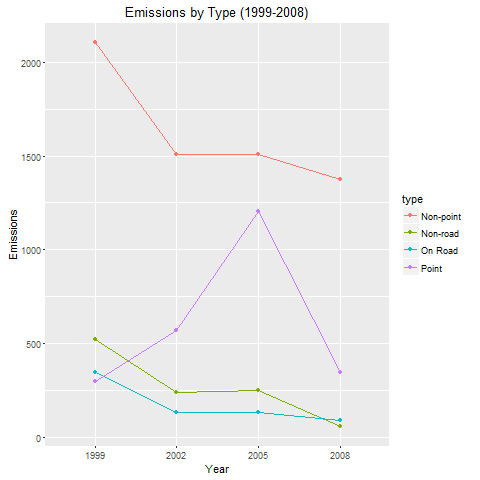 Emissions by Type (1999-2008)
2000
1500
1000
500
0
Emissions
1999 2002 2005 2008
Year
type
Non-point
Non-road
On Road
Point